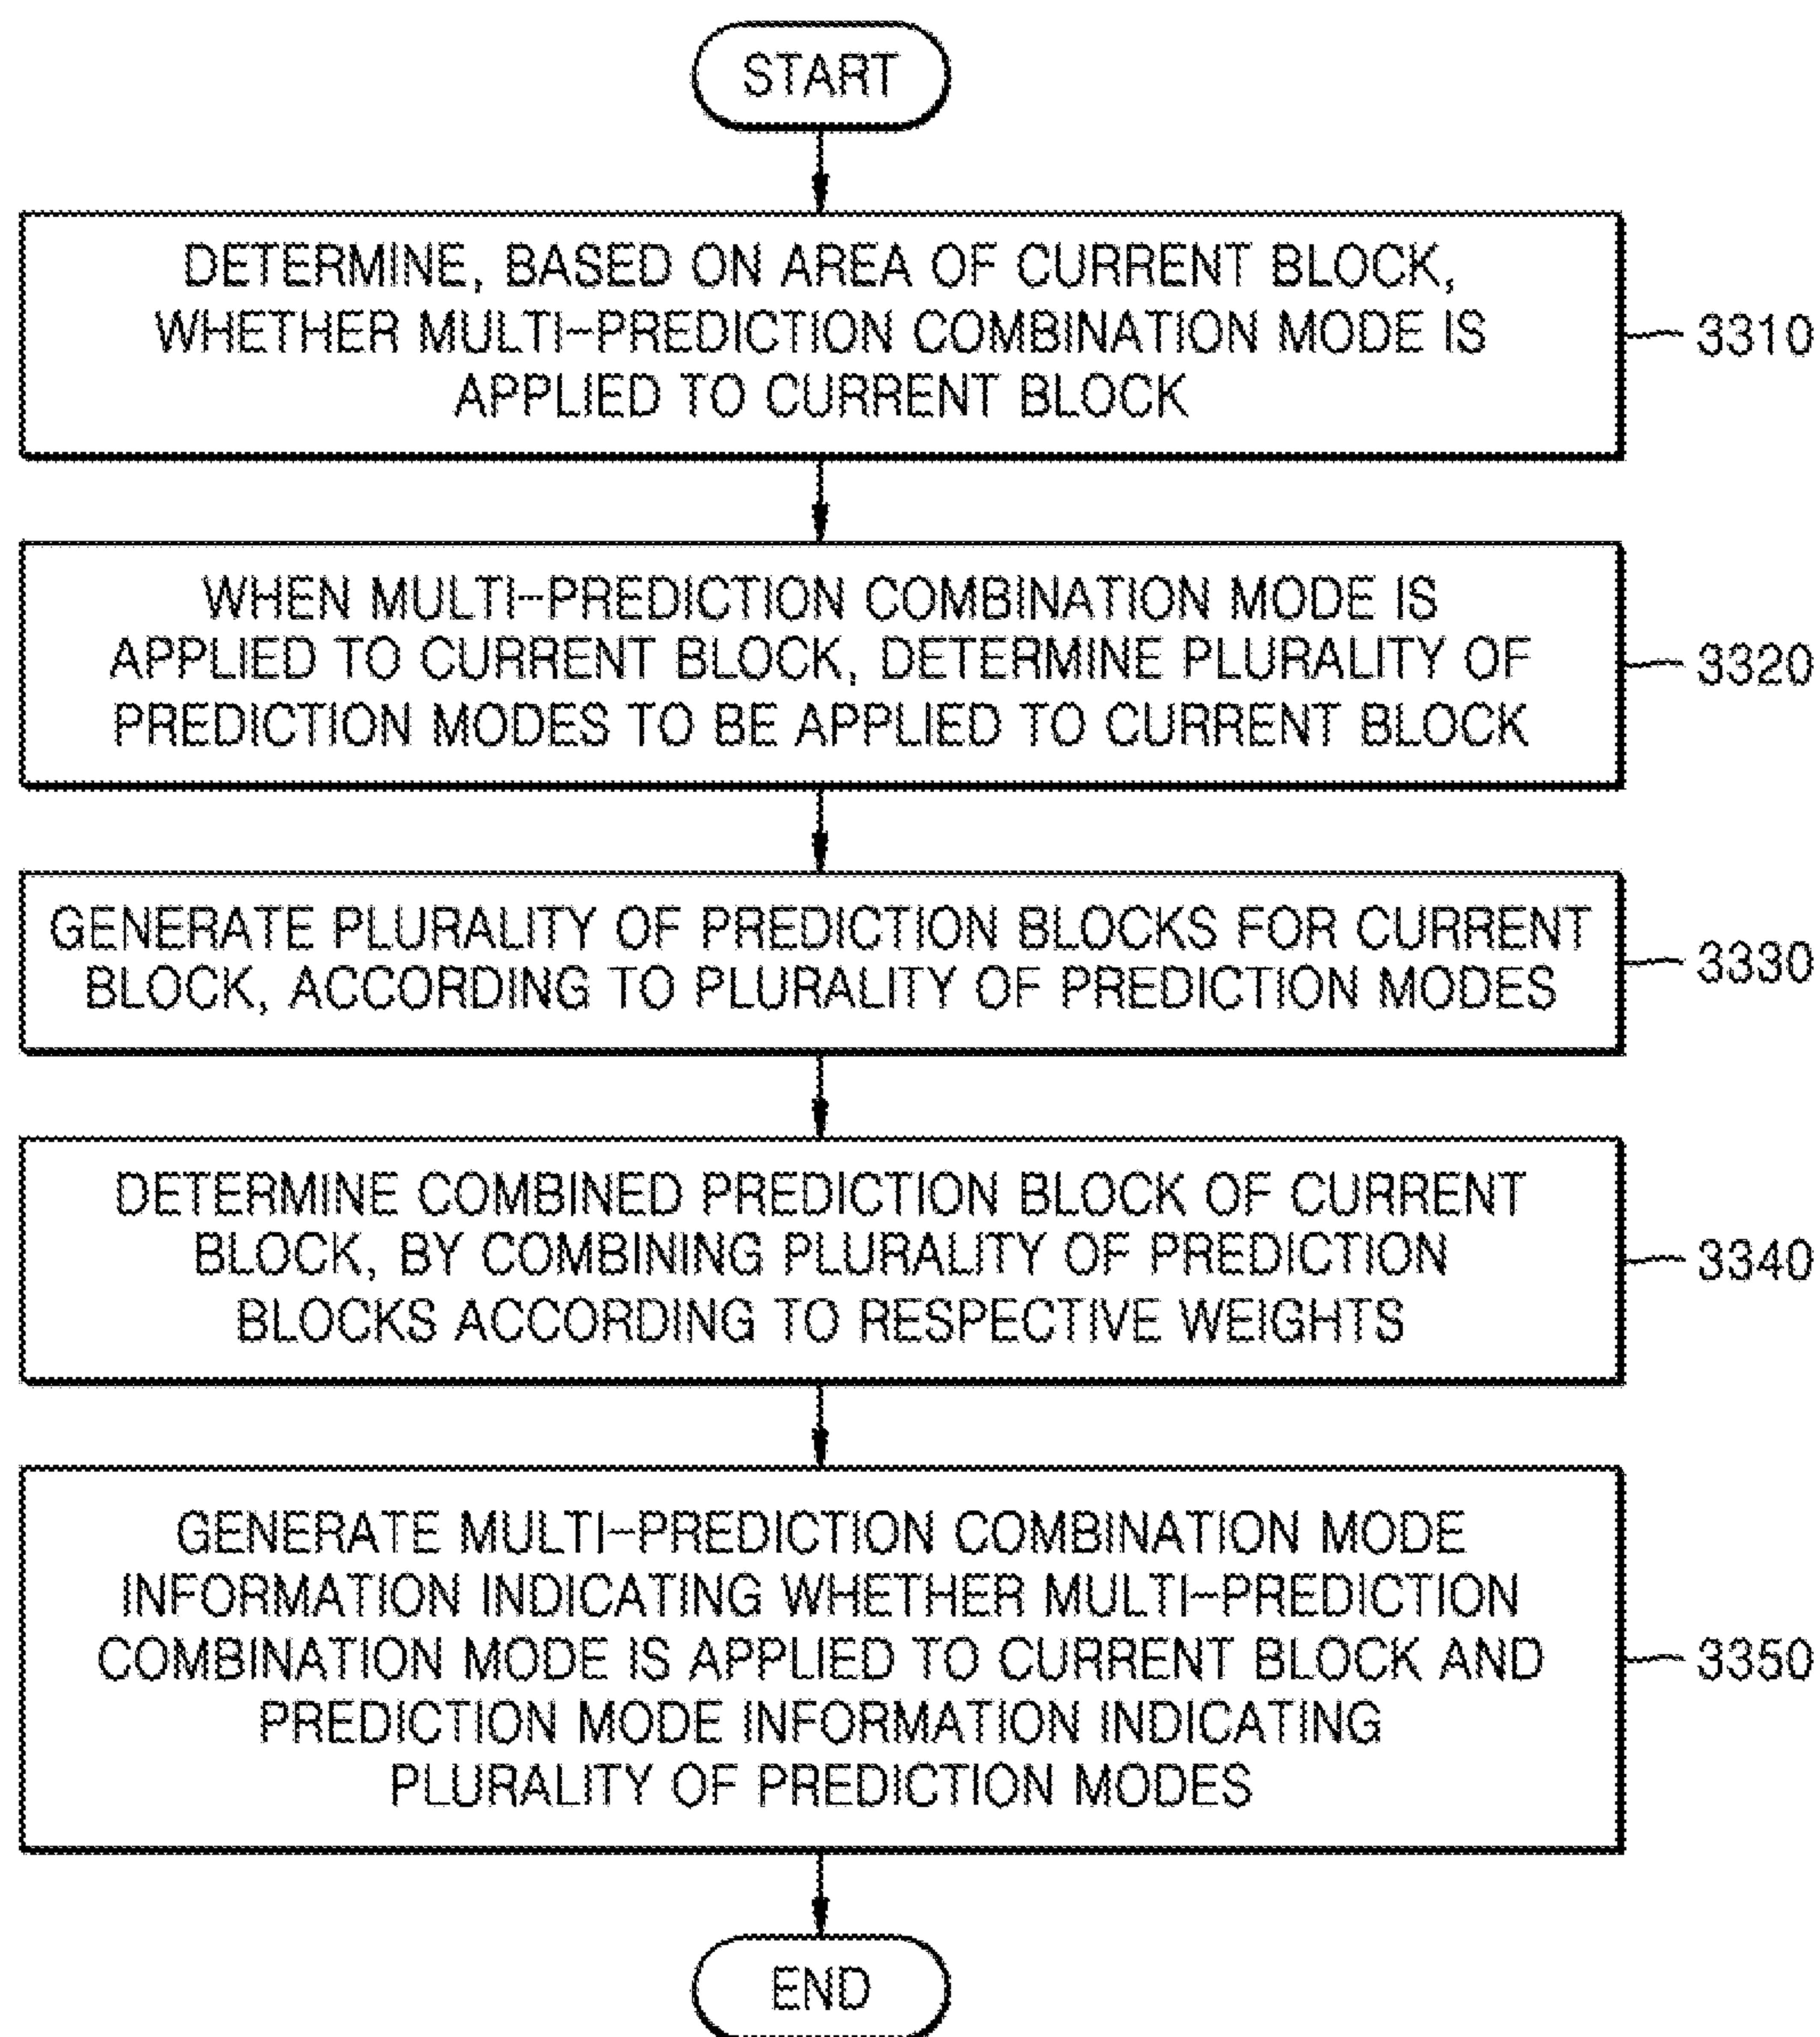 START
DETERMINE, BASED ON AREA OF CURRENT BLOCK,
WHETHER MULTI-PREDICTION COMBINATION MODE IS
APPLIED TO CURRENT BLOCK
3310
WHEN MULTI-PREDICTION COMBINATION MODE IS
APPLIED TO CURRENT BLOCK, DETERMINE PLURALITY OF
PREDICTION MODES TO BE APPLIED TO CURRENT BLOCK
3320
GENERATE PLURALITY OF PREDICTION BLOCKS FOR CURRENT
BLOCK, ACCORDING TO PLURALITY OF PREDICTION MODES
3330
DETERMINE COMBINED PREDICTION BLOCK OF CURRENT
BLOCK, BY COMBINING PLURALITY OF PREDICTION
BLOCKS ACCORDING TO RESPECTIVE WEIGHTS
3340
GENERATE MULTI-PREDICTION COMBINATION MODE
INFORMATION INDICATING WHETHER MULTI-PREDICTION
COMBINATION MODE IS APPLIED TO CURRENT BLOCK AND
PREDICTION MODE INFORMATION INDICATING
PLURALITY OF PREDICTION MODES
3350
END